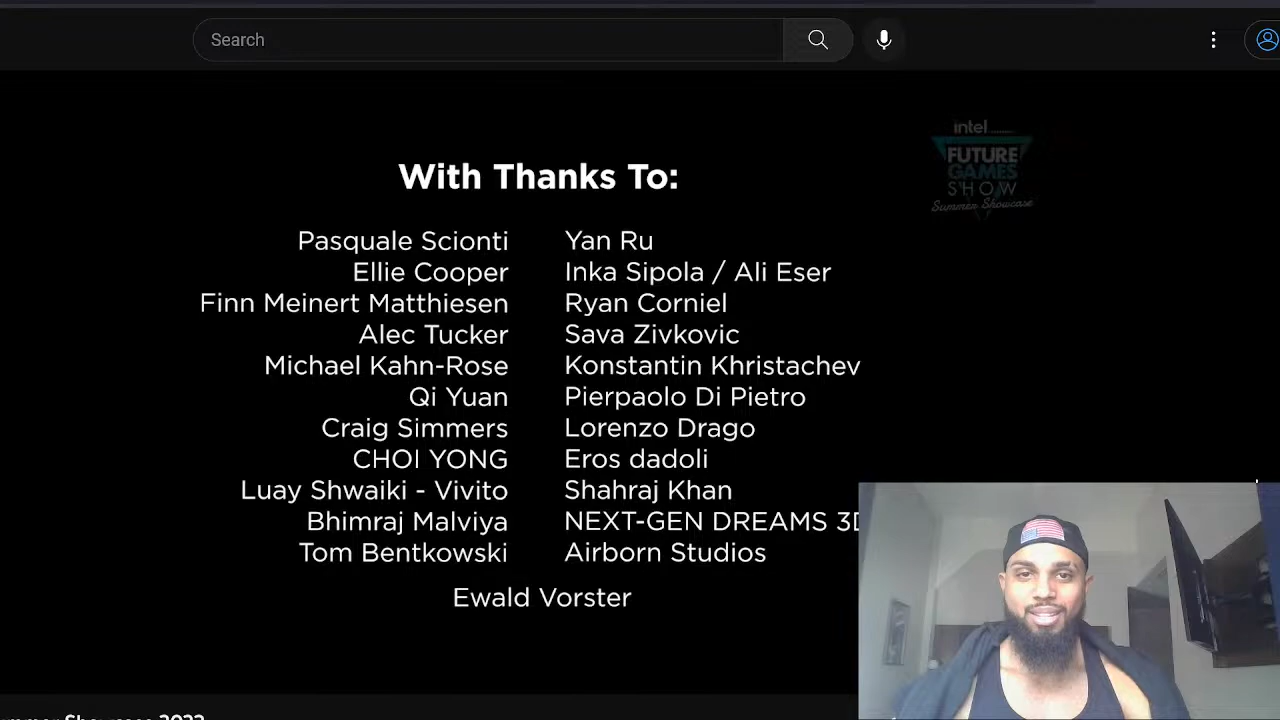 Search
intel
FUTURE
GAMES
SHOW
Summer Showcase
With Thanks To:
Pasquale Scionti Yan Ru
Ellie Cooper Inka Sipola / Ali Eser
Finn Meinert Matthiesen Ryan Corniel
Alec Tucker Sava Zivkovic
Michael Kahn-Rose Konstantin Khristachev
Qi Yuan Pierpaolo Di Pietro
Craig Simmers Lorenzo Drago
CHOI YONG Eros dadoli
Luay Shwaiki - Vivito Shahraj Khan
Bhimraj Malviya NEXT-GEN DREAMS 3D
Tom Bentkowski Airborn Studios
Ewald Vorster